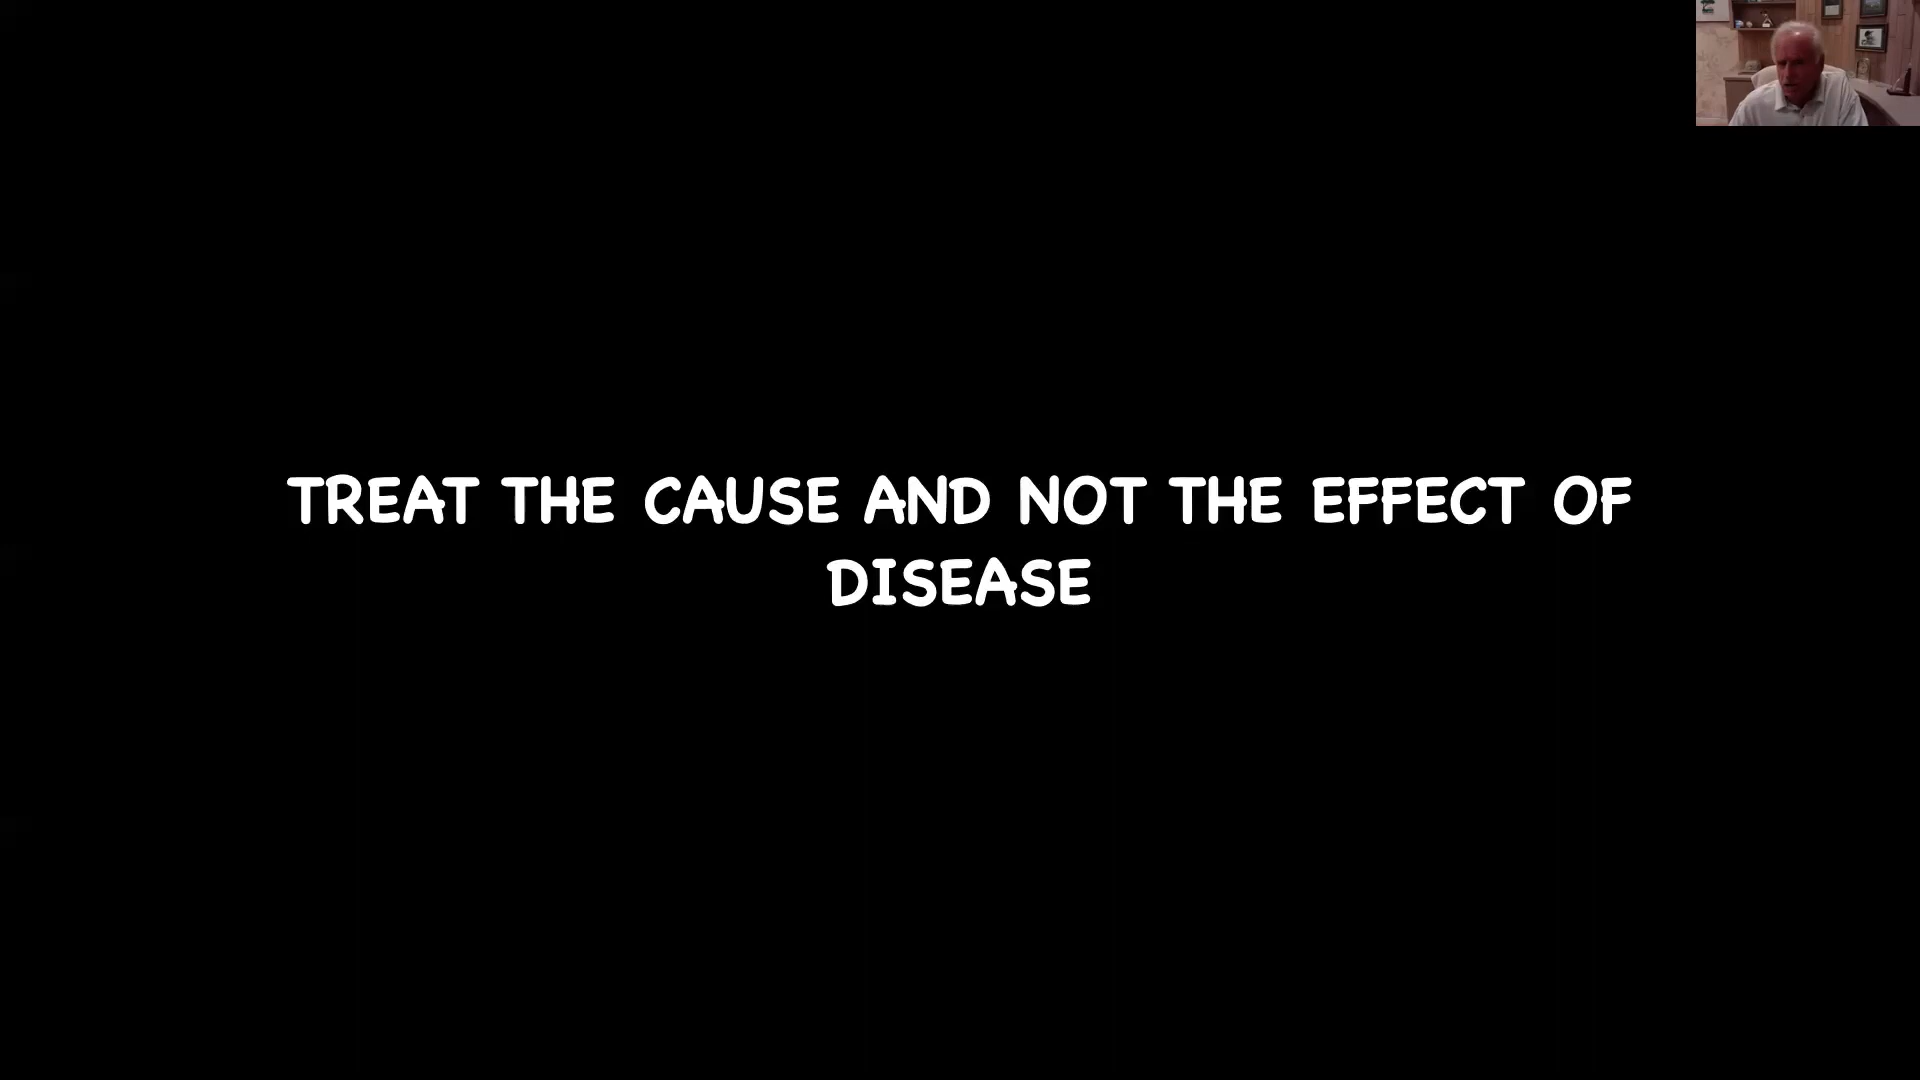 TREAT THE CAUSE AND NOT THE EFFECT OF
DISEASE